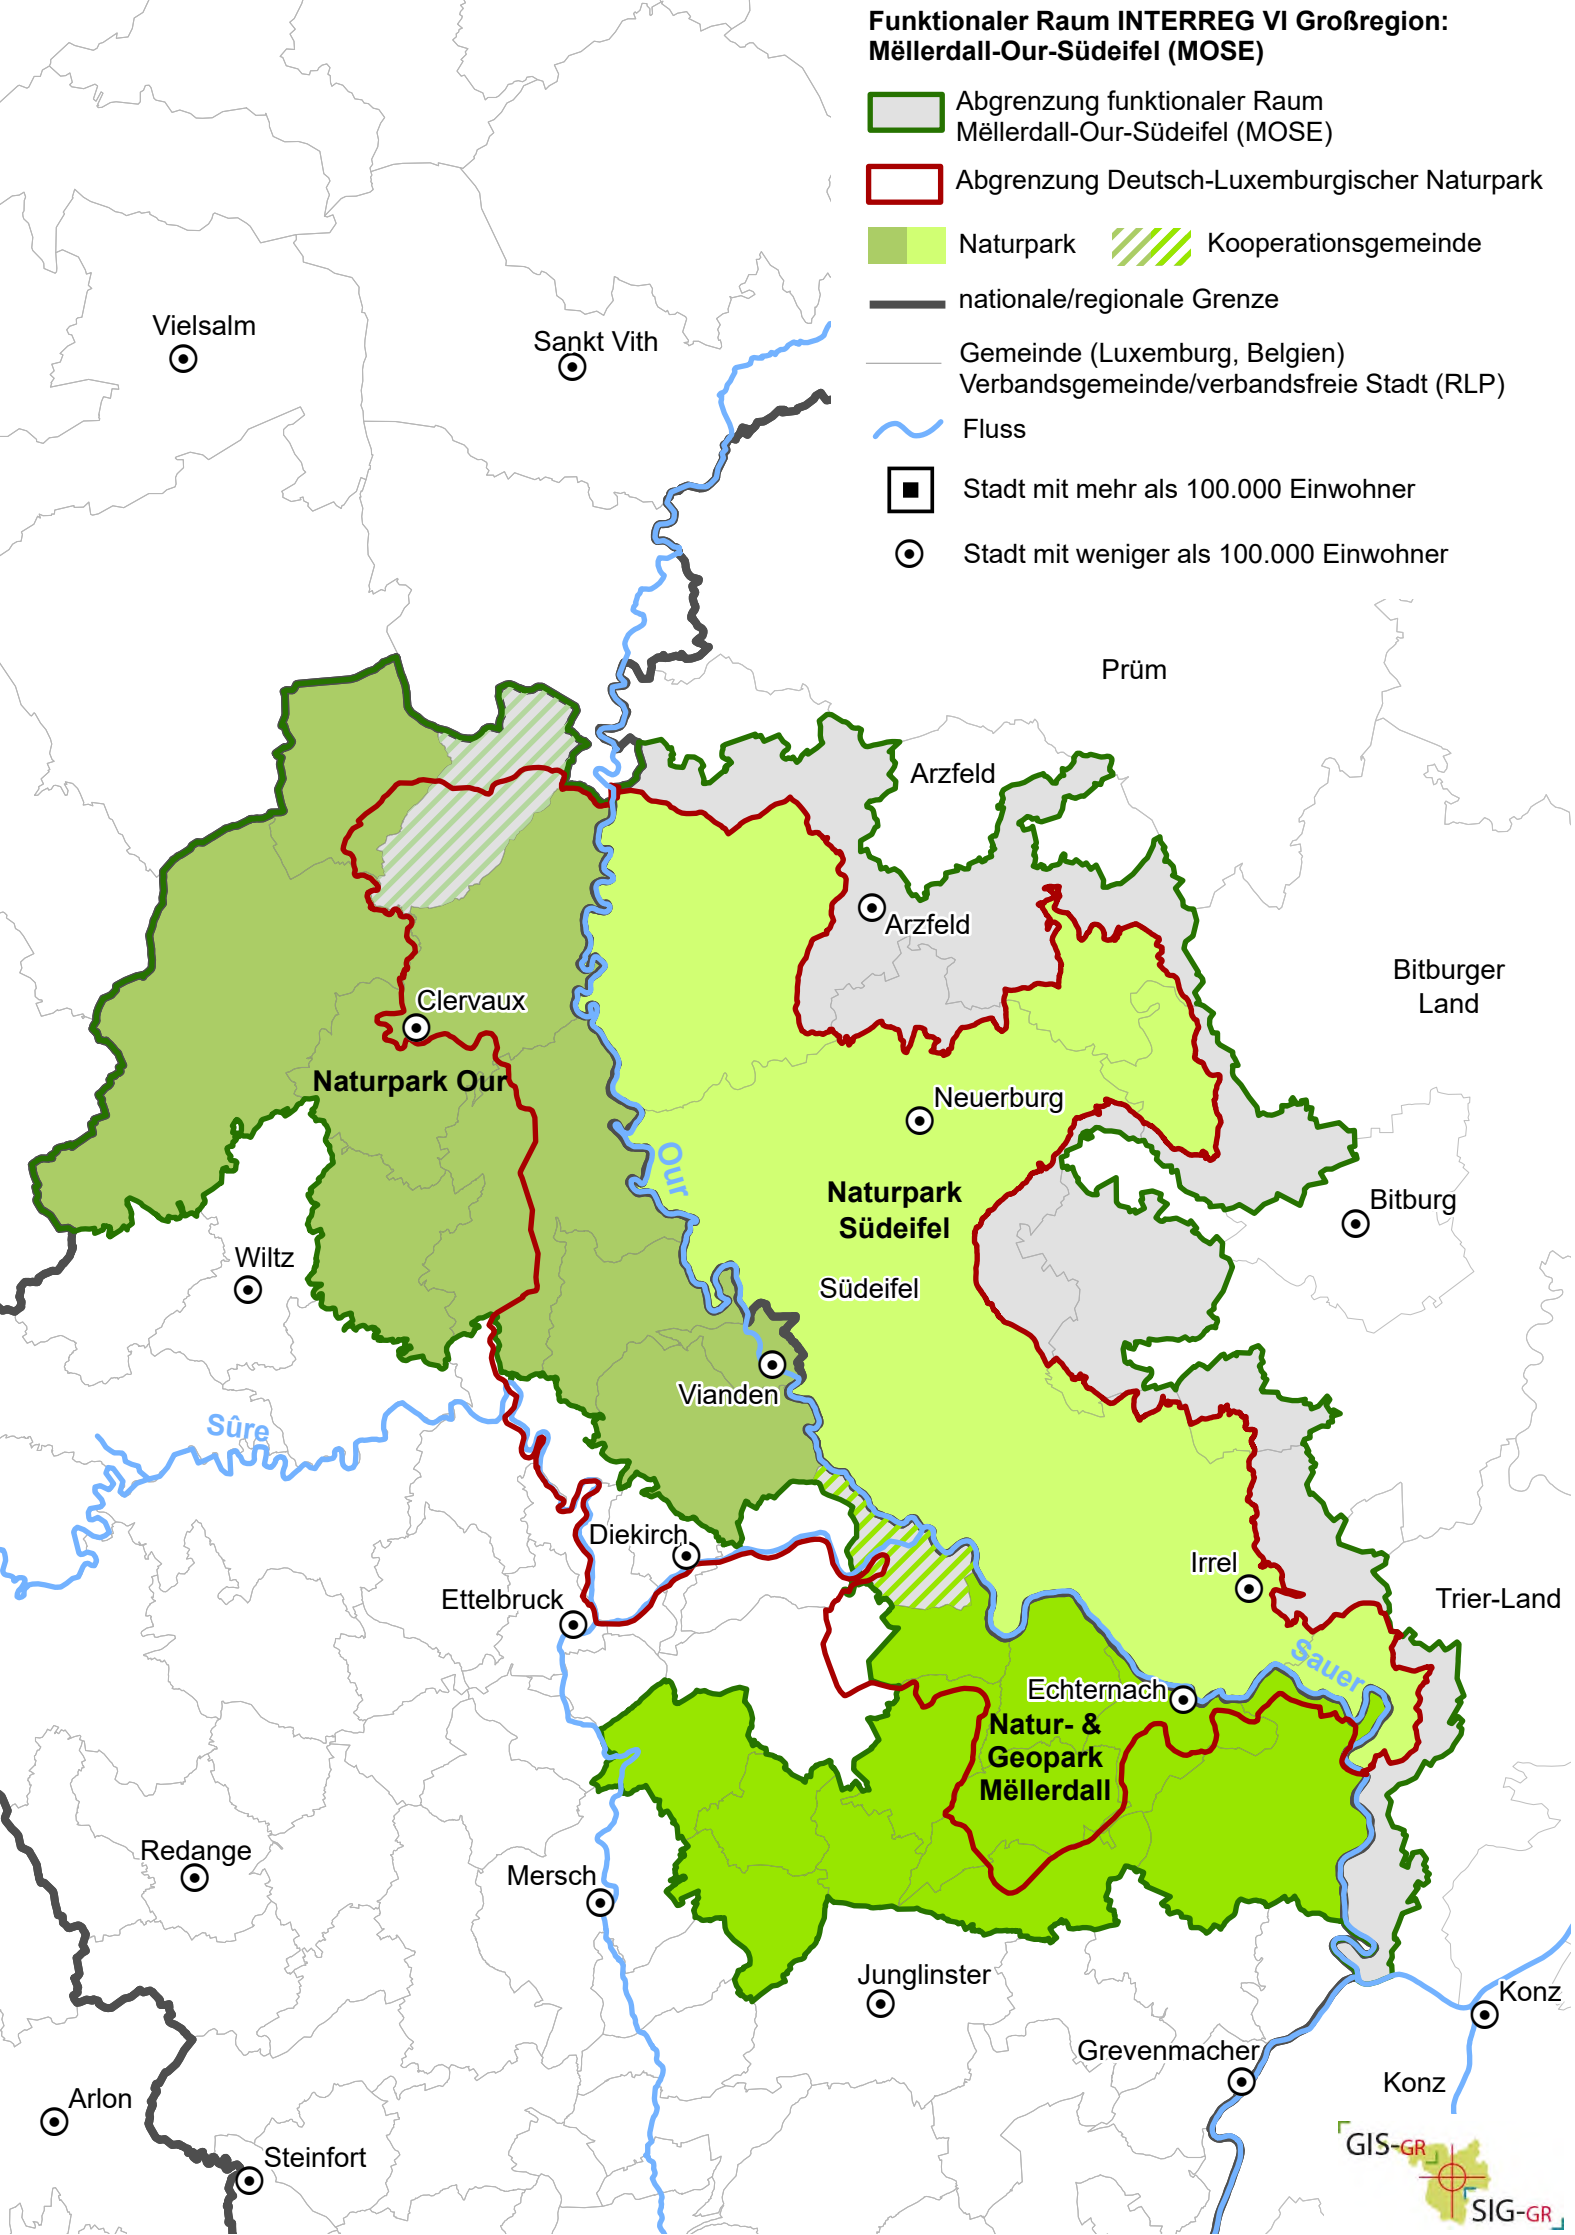 Funktionaler Raum INTERREG VI Großregion:
Mëllerdall-Our-Südeifel (MOSE)
Abgrenzung funktionaler Raum
Mëllerdall-Our-Südeifel (MOSE)
Abgrenzung Deutsch-Luxemburgischer Naturpark
Naturpark
Kooperationsgemeinde
nationale/regionale Grenze
Gemeinde (Luxemburg, Belgien)
Verbandsgemeinde/verbandsfreie Stadt (RLP)
Fluss
Stadt mit mehr als 100.000 Einwohner
Stadt mit weniger als 100.000 Einwohner
Vielsalm
Sankt Vith
Prüm
Arzfeld
Arzfeld
Bitburger
Land
Clervaux
Naturpark Our
Neuerburg
Our
Naturpark
Südeifel
Bitburg
Wiltz
Südeifel
Vianden
Sûre
Diekirch
Irrel
Ettelbruck
Trier-Land
Sauer
Echternach
Natur- &
Geopark
Mëllerdall
Redange
Mersch
Junglinster
Konz
Grevenmacher
Konz
Arlon
Steinfort
GIS-GR
SIG-GR